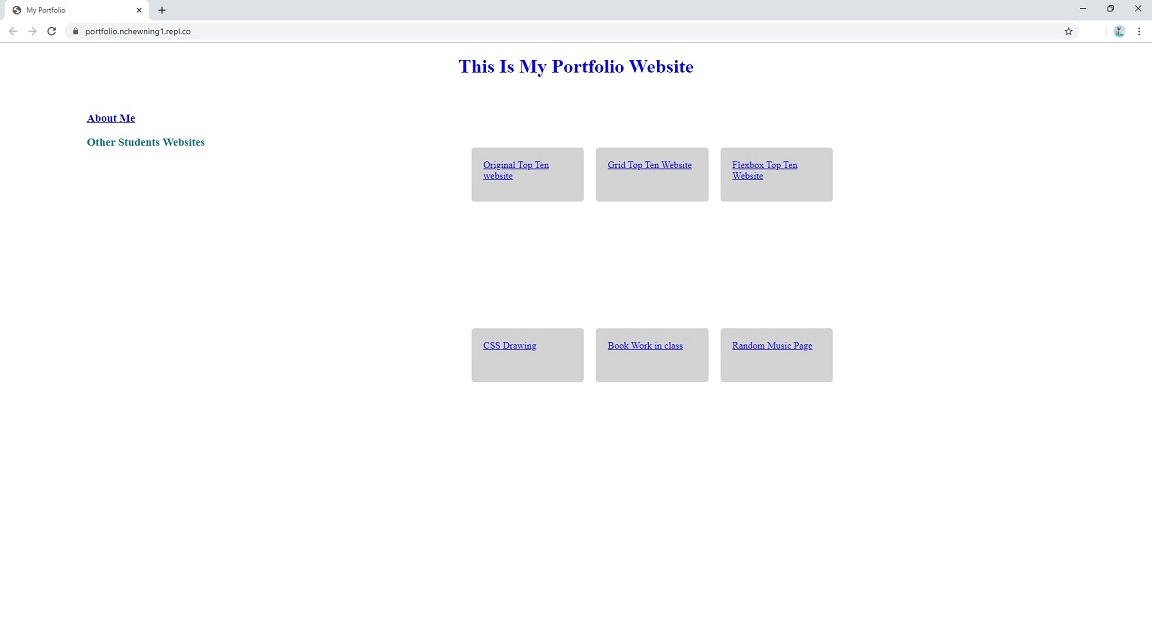 My Portfolio
portfolio.nchewning1.repl.co
This Is My Portfolio Website
About Me
Other Students Websites
Original Top Ten
website
Grid Top Ten Website
Flexbox Top Ten
Website
CSS Drawing
Book Work in class
Random Music Page